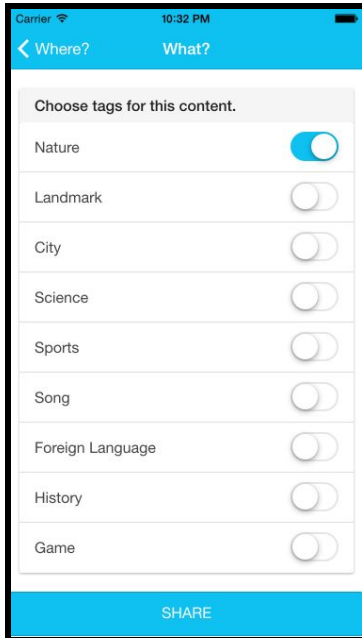 Carrier 10:32 PM
Where? What?
Choose tags for this content.
Nature
Landmark
City
Science
Sports
Song
Foreign Language
History
Game
SHARE